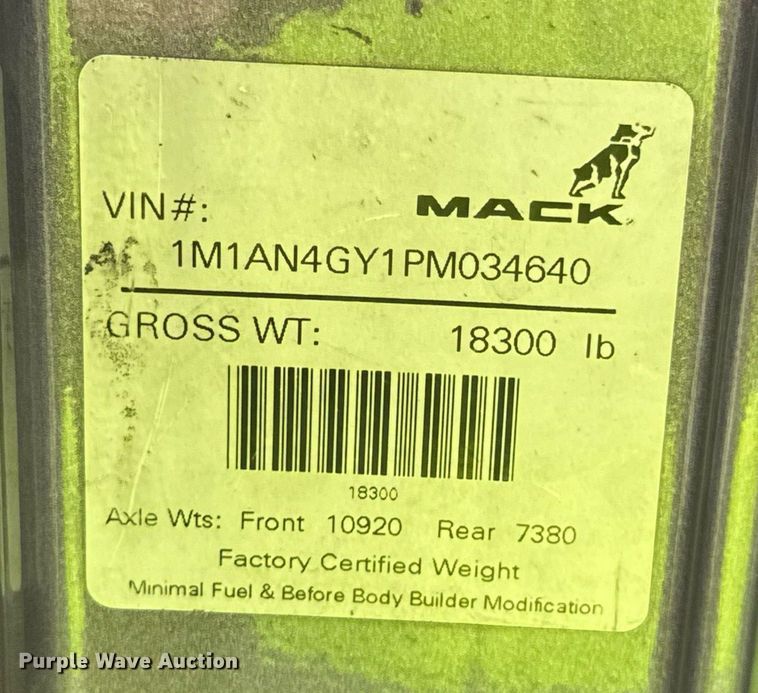 MACK
VIN#:
1M1AN4GY1PM034640
GROSS WT: 18300 lb
18300
Axle Wts: Front 10920 Rear 7380
Factory Certified Weight
Minimal Fuel & Before Body Builder Modification
Purple Wave Auction